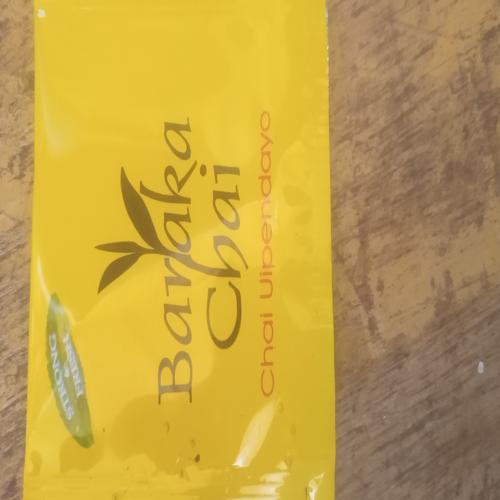 Baraka
Chai
Chai Uipendayo
STRONG
&
FRESH